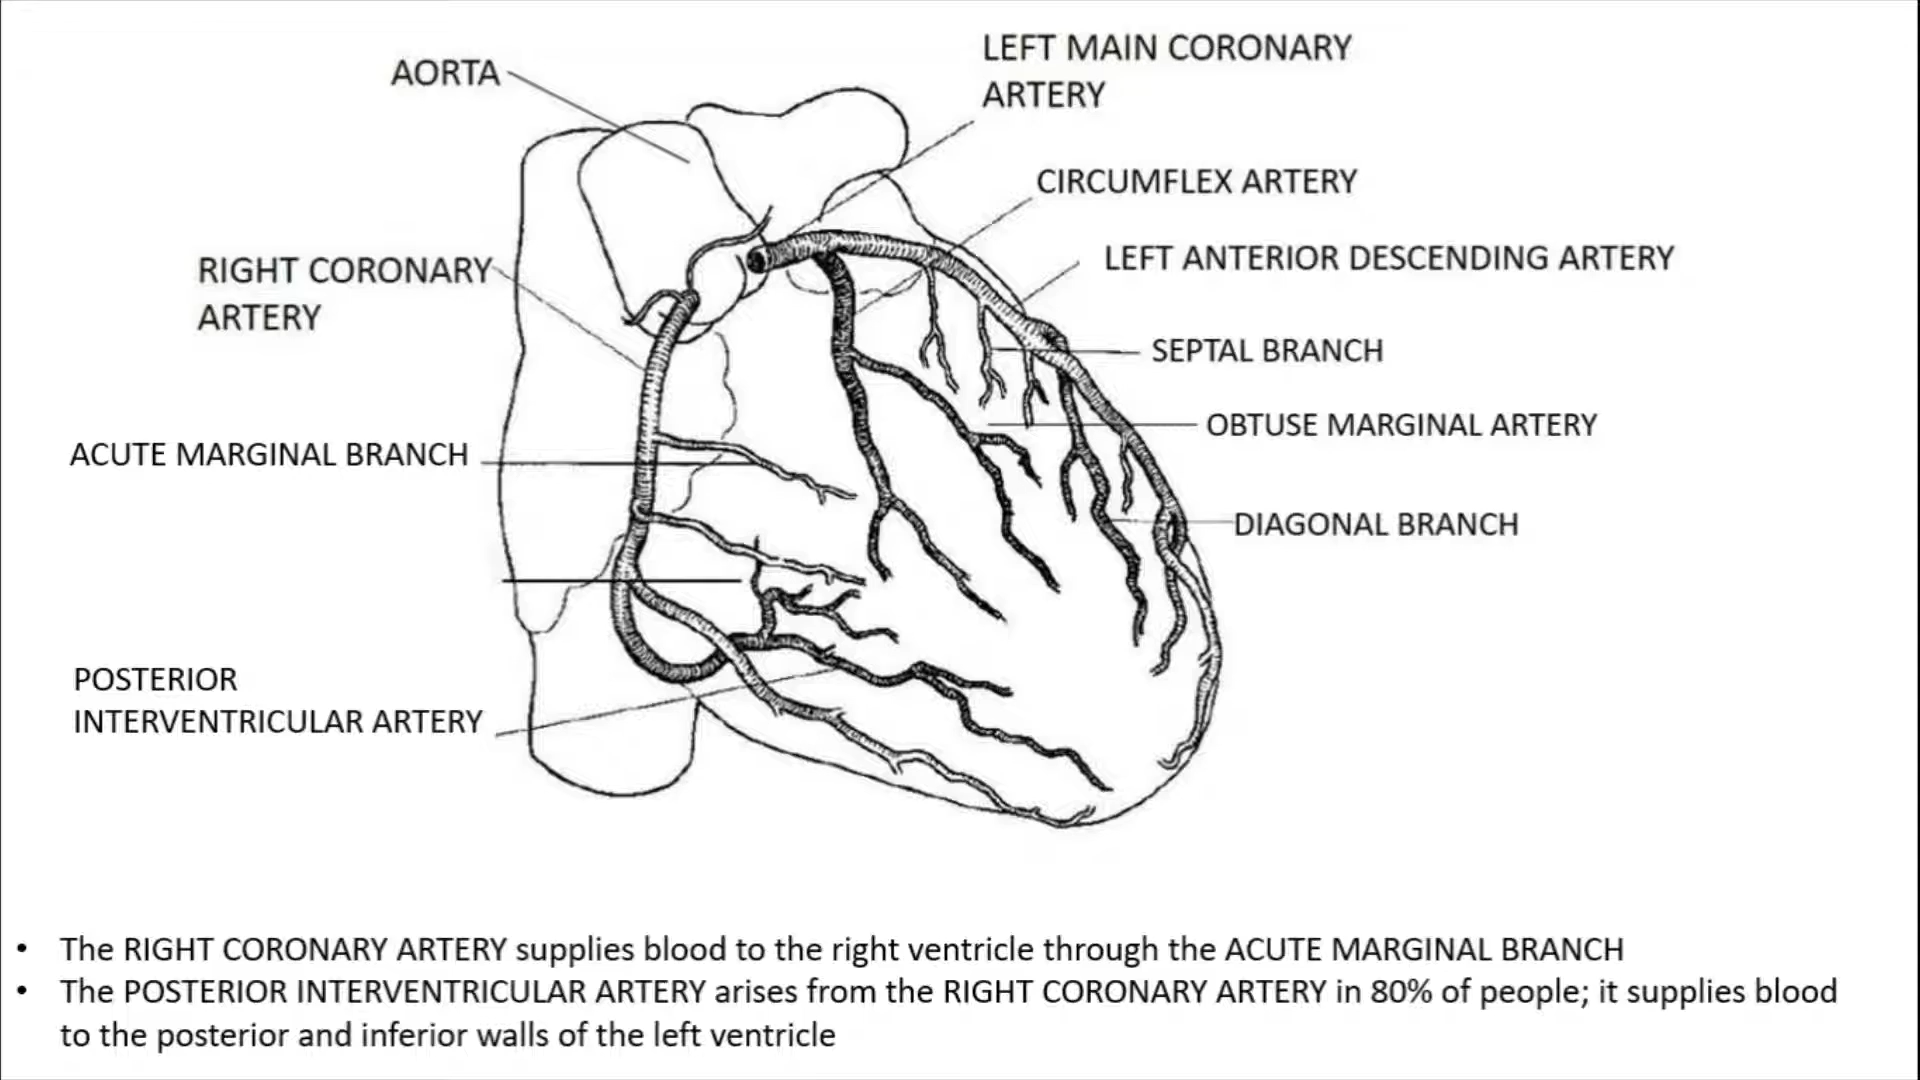 AORTA
LEFT MAIN CORONARY
ARTERY
CIRCUMFLEX ARTERY
RIGHT CORONARY
ARTERY
LEFT ANTERIOR DESCENDING ARTERY
SEPTAL BRANCH
OBTUSE MARGINAL ARTERY
ACUTE MARGINAL BRANCH
DIAGONAL BRANCH
POSTERIOR
INTERVENTRICULAR ARTERY
• The RIGHT CORONARY ARTERY supplies blood to the right ventricle through the ACUTE MARGINAL BRANCH
• The POSTERIOR INTERVENTRICULAR ARTERY arises from the RIGHT CORONARY ARTERY in 80% of people; it supplies blood
to the posterior and inferior walls of the left ventricle